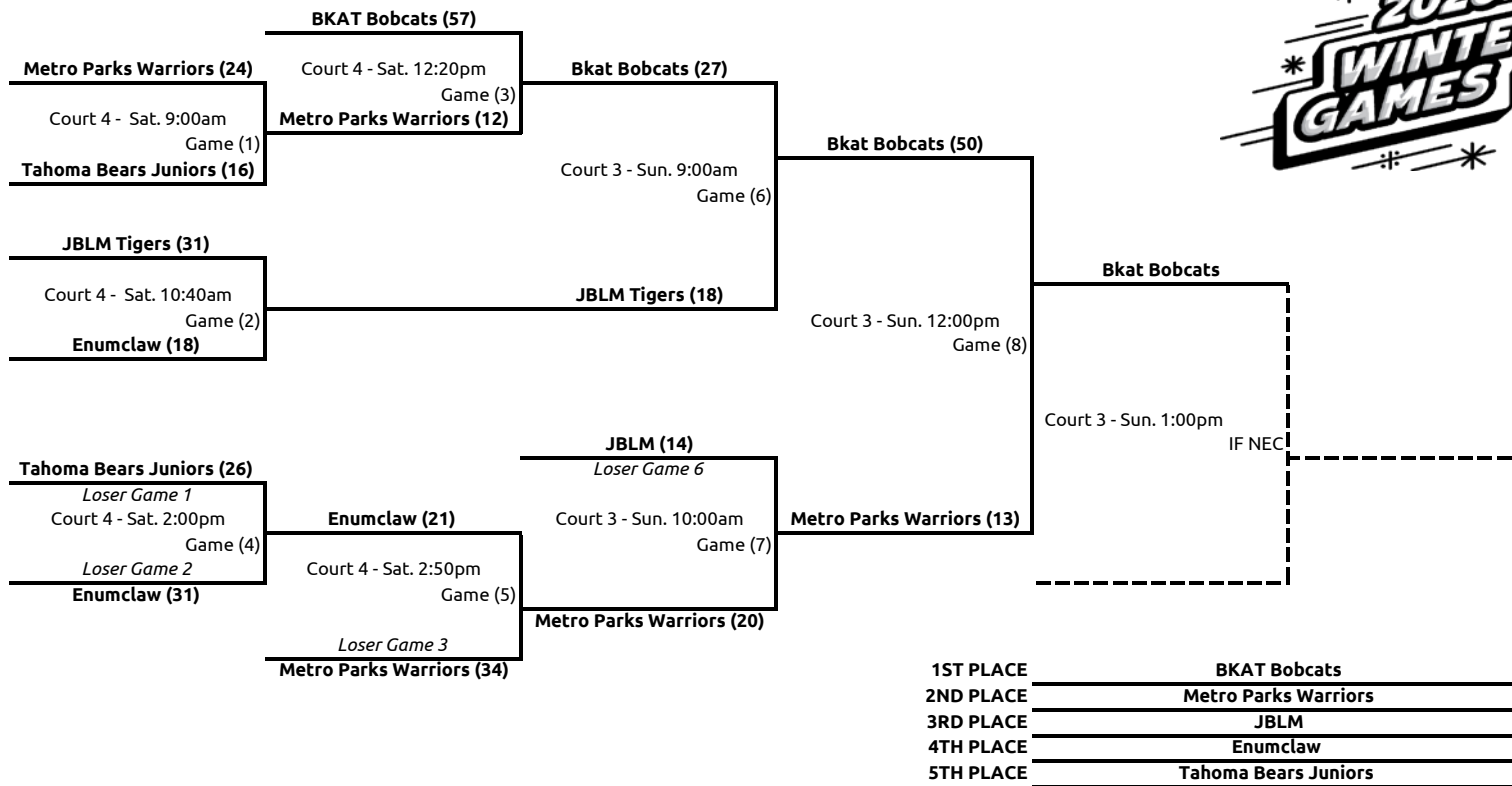 BKAT Bobcats (57)
Metro Parks Warriors (24)
Court 4 - Sat. 12:20pm
Game (3)
Bkat Bobcats (27)
Court 4 - Sat. 9:00am
Game (1)
Metro Parks Warriors (12)
Tahoma Bears Juniors (16)
Court 3 - Sun. 9:00am
Game (6)
Bkat Bobcats (50)
WINTE
GAMES
JBLM Tigers (31)
Court 4 - Sat. 10:40am
Game (2)
Enumclaw (18)
JBLM Tigers (18)
Court 3 - Sun. 12:00pm
Game (8)
Bkat Bobcats
Court 3 - Sun. 1:00pm
IF NEC
JBLM (14)
Loser Game 6
Tahoma Bears Juniors (26)
Loser Game 1
Court 4 - Sat. 2:00pm
Game (4)
Loser Game 2
Enumclaw (31)
Enumclaw (21)
Court 4 - Sat. 2:50pm
Game (5)
Loser Game 3
Metro Parks Warriors (34)
Court 3 - Sun. 10:00am
Game (7)
Metro Parks Warriors (20)
Metro Parks Warriors (13)
1ST PLACE BKAT Bobcats
2ND PLACE Metro Parks Warriors
3RD PLACE JBLM
4TH PLACE Enumclaw
5TH PLACE Tahoma Bears Juniors